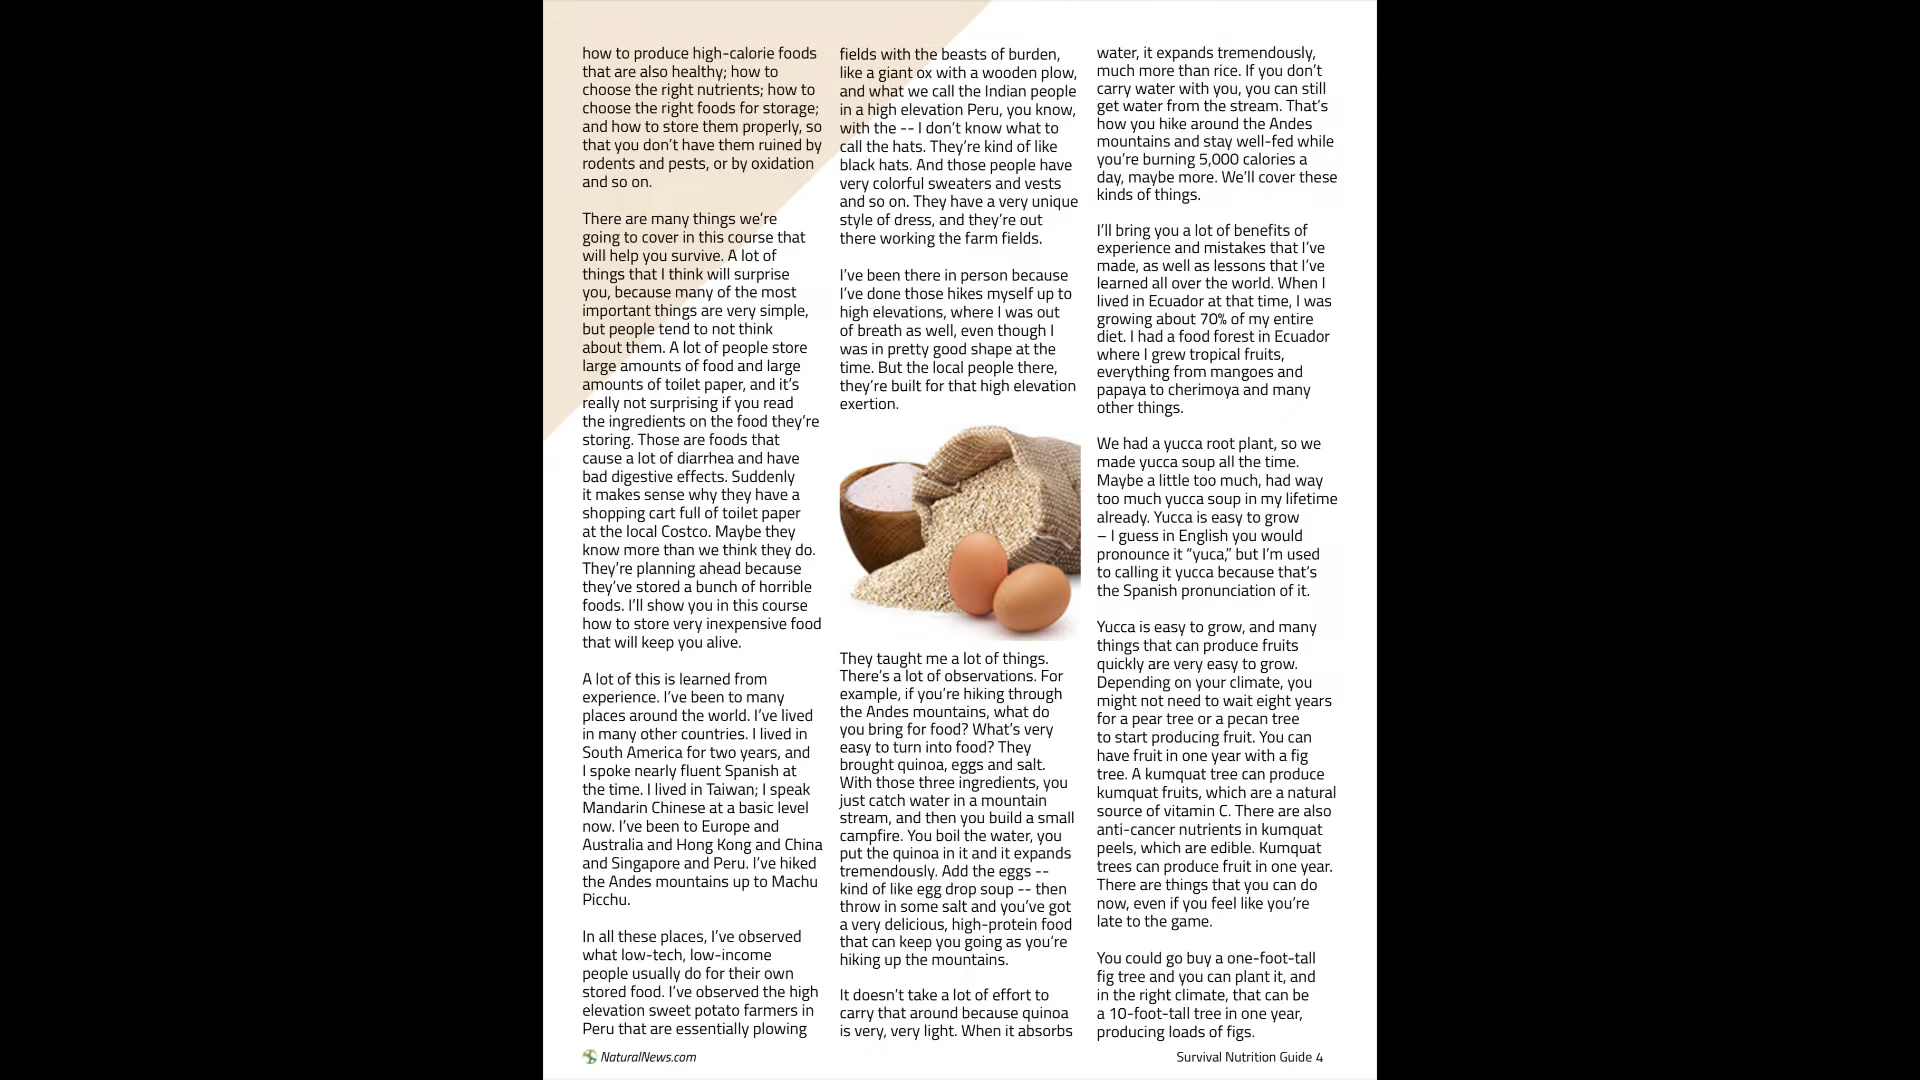 how to produce high-calorie foods
that are also healthy; how to
choose the right nutrients; how to
choose the right foods for storage;
and how to store them properly, so
that you don't have them ruined by
rodents and pests, or by oxidation
and so on.
There are many things we're
going to cover in this course that
will help you survive. A lot of
things that I think will surprise
you, because many of the most
important things are very simple,
but people tend to not think
about them. A lot of people store
large amounts of food and large
amounts of toilet paper, and it's
really not surprising if you read
the ingredients on the food they're
storing. Those are foods that
cause a lot of diarrhea and have
bad digestive effects. Suddenly
it makes sense why they have a
shopping cart full of toilet paper
at the local Costco. Maybe they
know more than we think they do.
They're planning ahead because
they've stored a bunch of horrible
foods. I'll show you in this course
how to store very inexpensive food
that will keep you alive.
A lot of this is learned from
experience. I've been to many
places around the world. I've lived
in many other countries. I lived in
South America for two years, and
I spoke nearly fluent Spanish at
the time. I lived in Taiwan; I speak
Mandarin Chinese at a basic level
now. I've been to Europe and
Australia and Hong Kong and China
and Singapore and Peru. I've hiked
the Andes mountains up to Machu
Picchu.
In all these places, I've observed
what low-tech, low-income
people usually do for their own
stored food. I've observed the high
elevation sweet potato farmers in
Peru that are essentially plowing
fields with the beasts of burden,
like a giant ox with a wooden plow,
and what we call the Indian people
in a high elevation Peru, you know,
with the -- I don't know what to
call the hats. They're kind of like
black hats. And those people have
very colorful sweaters and vests
and so on. They have a very unique
style of dress, and they're out
there working the farm fields.
I've been there in person because
I've done those hikes myself up to
high elevations, where I was out
of breath as well, even though I
was in pretty good shape at the
time. But the local people there,
they're built for that high elevation
exertion.
They taught me a lot of things.
There's a lot of observations. For
example, if you're hiking through
the Andes mountains, what do
you bring for food? What's very
easy to turn into food? They
brought quinoa, eggs and salt.
With those three ingredients, you
just catch water in a mountain
stream, and then you build a small
campfire. You boil the water, you
put the quinoa in it and it expands
tremendously. Add the eggs --
kind of like egg drop soup -- then
throw in some salt and you've got
a very delicious, high-protein food
that can keep you going as you're
hiking up the mountains.
It doesn't take a lot of effort to
carry that around because quinoa
is very, very light. When it absorbs
water, it expands tremendously,
much more than rice. If you don't
carry water with you, you can still
get water from the stream. That's
how you hike around the Andes
mountains and stay well-fed while
you're burning 5,000 calories a
day, maybe more. We'll cover these
kinds of things.
I'll bring you a lot of benefits of
experience and mistakes that I've
made, as well as lessons that I've
learned all over the world. When I
lived in Ecuador at that time, I was
growing about 70% of my entire
diet. I had a food forest in Ecuador
where I grew tropical fruits,
everything from mangoes and
papaya to cherimoya and many
other things.
We had a yucca root plant, so we
made yucca soup all the time.
Maybe a little too much, had way
too much yucca soup in my lifetime
already. Yucca is easy to grow
– I guess in English you would
pronounce it “yuca,” but I'm used
to calling it yucca because that's
the Spanish pronunciation of it.
Yucca is easy to grow, and many
things that can produce fruits
quickly are very easy to grow.
Depending on your climate, you
might not need to wait eight years
for a pear tree or a pecan tree
to start producing fruit. You can
have fruit in one year with a fig
tree. A kumquat tree can produce
kumquat fruits, which are a natural
source of vitamin C. There are also
anti-cancer nutrients in kumquat
peels, which are edible. Kumquat
trees can produce fruit in one year.
There are things that you can do
now, even if you feel like you're
late to the game.
You could go buy a one-foot-tall
fig tree and you can plant it, and
in the right climate, that can be
a 10-foot-tall tree in one year,
producing loads of figs.
NaturalNews.com
Survival Nutrition Guide 4